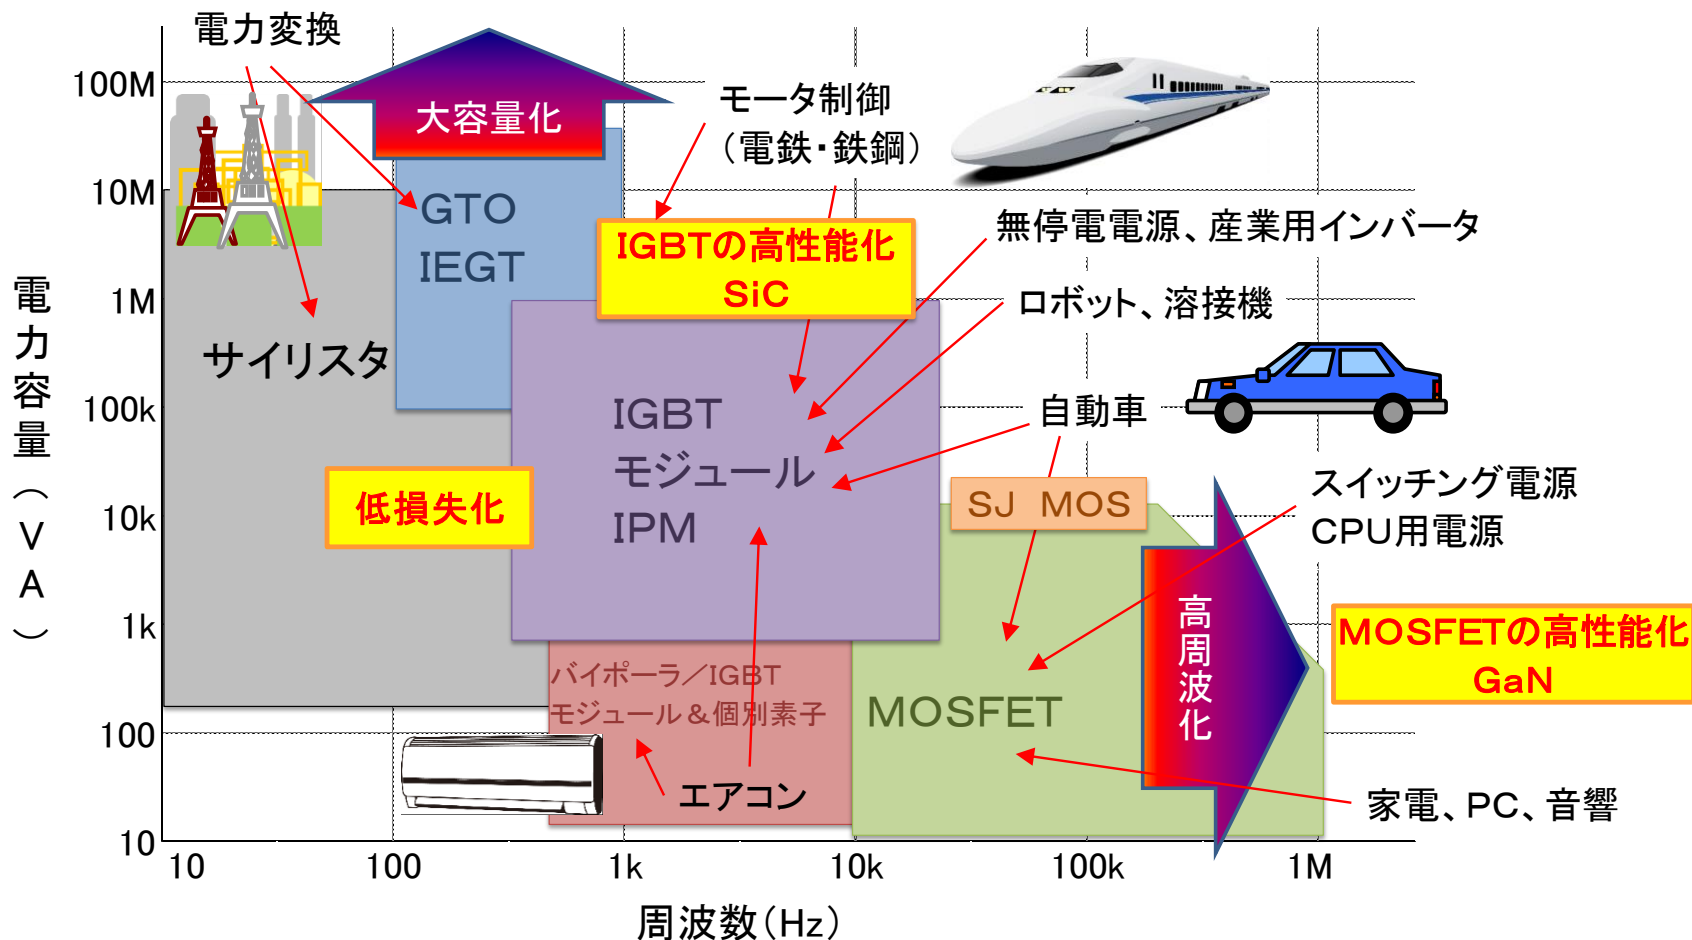 電力変換
大容量化
モータ制御
（電鉄・鉄鋼）
100M
10M
1M
100k
10k
1k
100
10
電力容量（VA）
GTO
IEGT
サイリスタ
IGBTの高性能化
SiC
無停電電源、産業用インバータ
ロボット、溶接機
自動車
IGBT
モジュール
IPM
低損失化
SJ MOS
スイッチング電源
CPU用電源
高周波化
MOSFETの高性能化
GaN
バイポーラ／IGBT
モジュール＆個別素子
MOSFET
エアコン
家電、PC、音響
10 100 1k 10k 100k 1M
周波数（Hz）